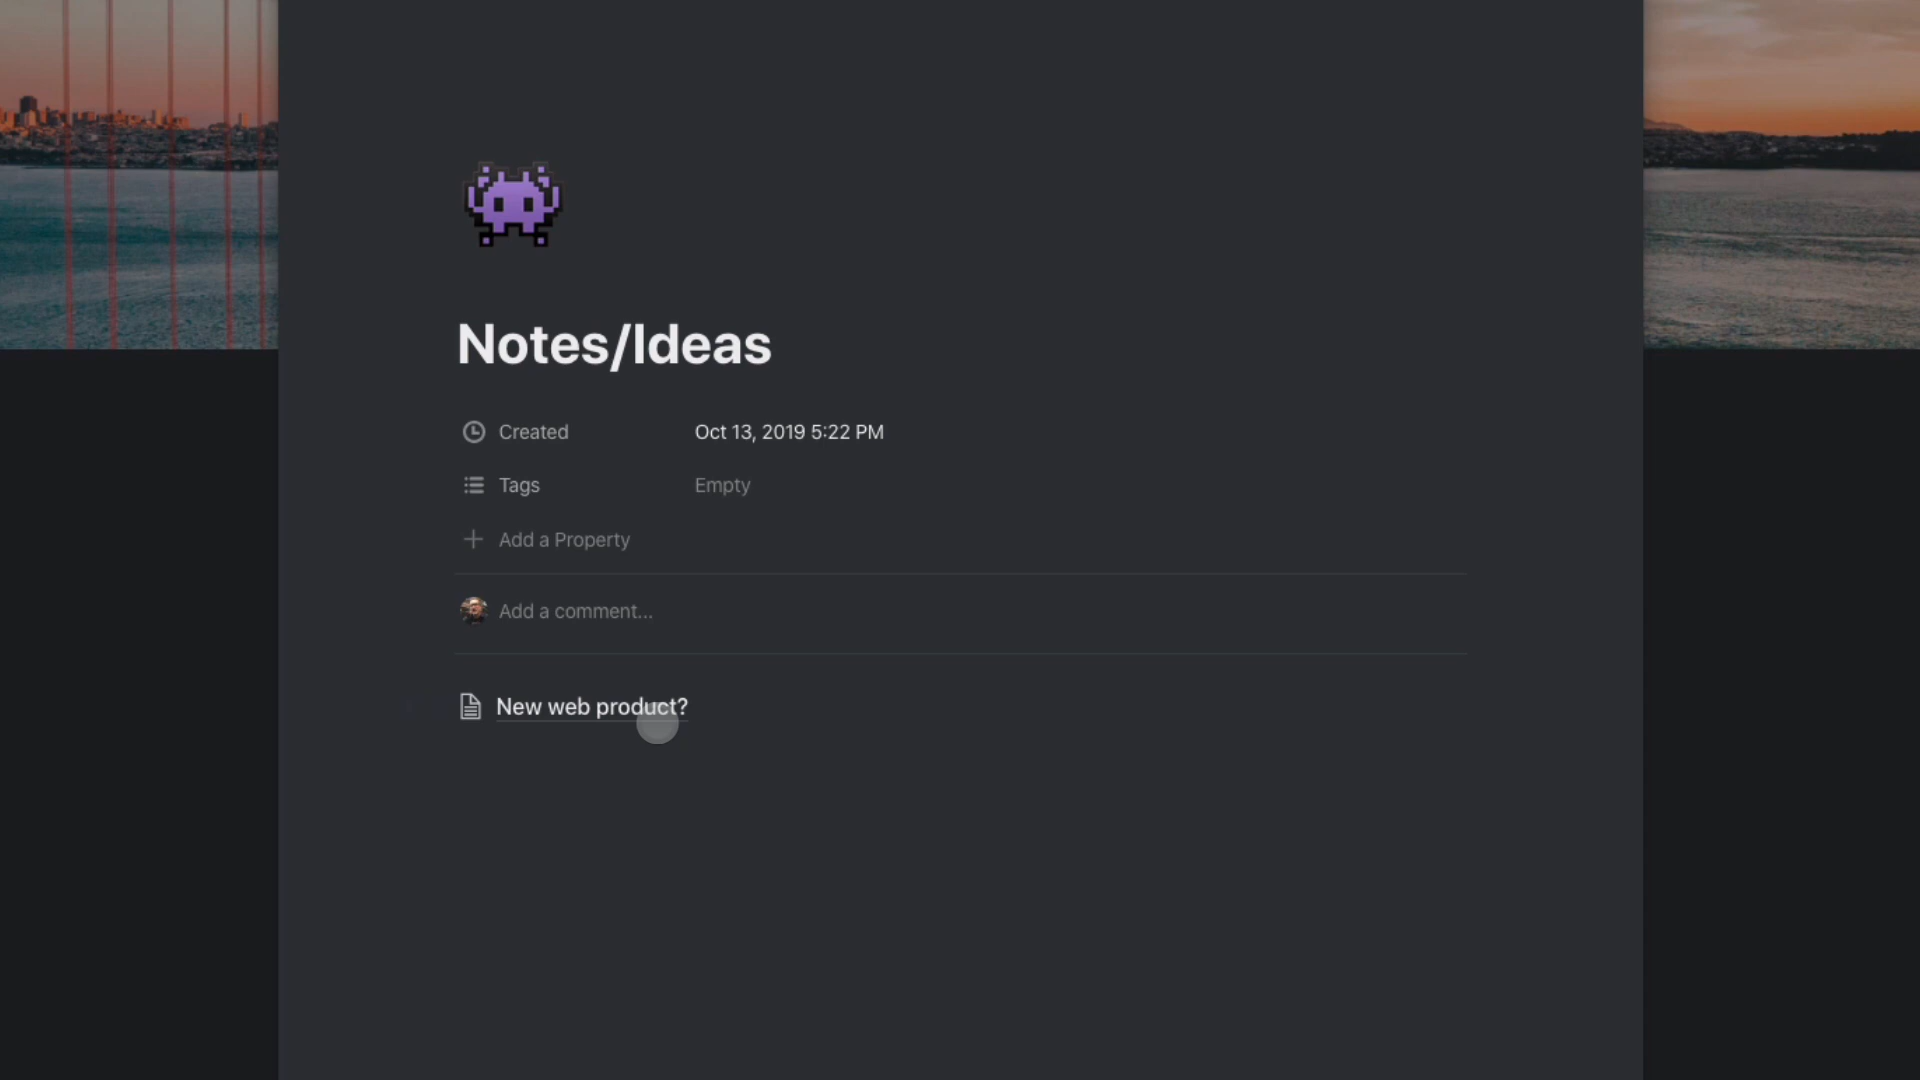 Notes/Ideas
Created Oct 13, 2019 5:22 PM
Tags Empty
Add a Property
Add a comment...
New web product?